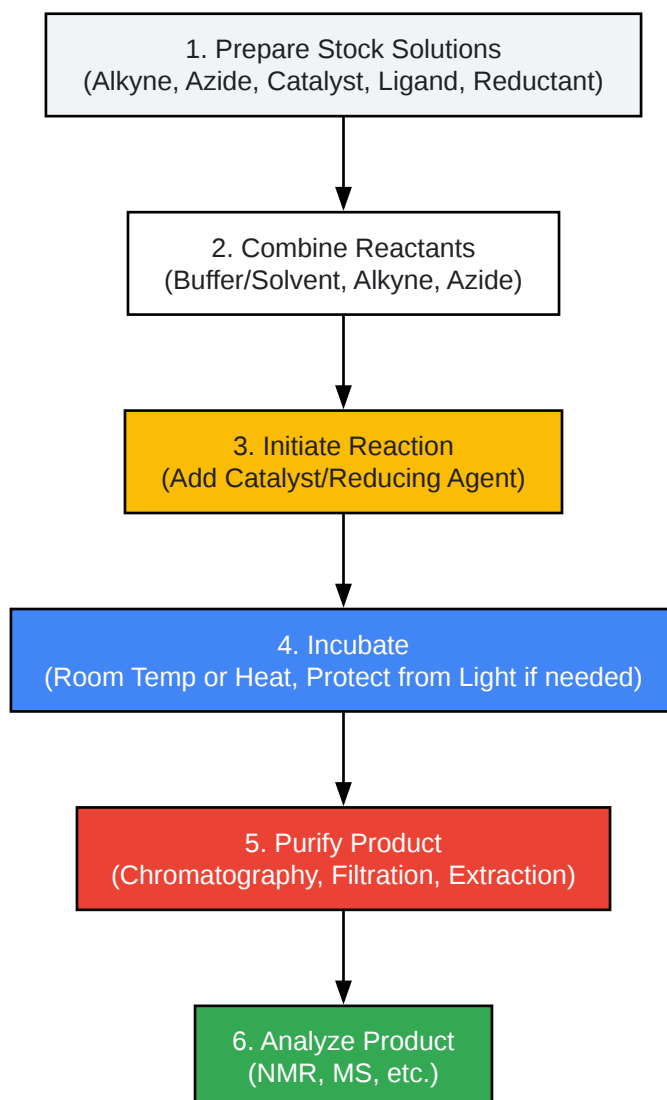 1. Prepare Stock Solutions
(Alkyne, Azide, Catalyst, Ligand, Reductant)
2. Combine Reactants
(Buffer/Solvent, Alkyne, Azide)
3. Initiate Reaction
(Add Catalyst/Reducing Agent)
4. Incubate
(Room Temp or Heat, Protect from Light if needed)
5. Purify Product
(Chromatography, Filtration, Extraction)
6. Analyze Product
(NMR, MS, etc.)